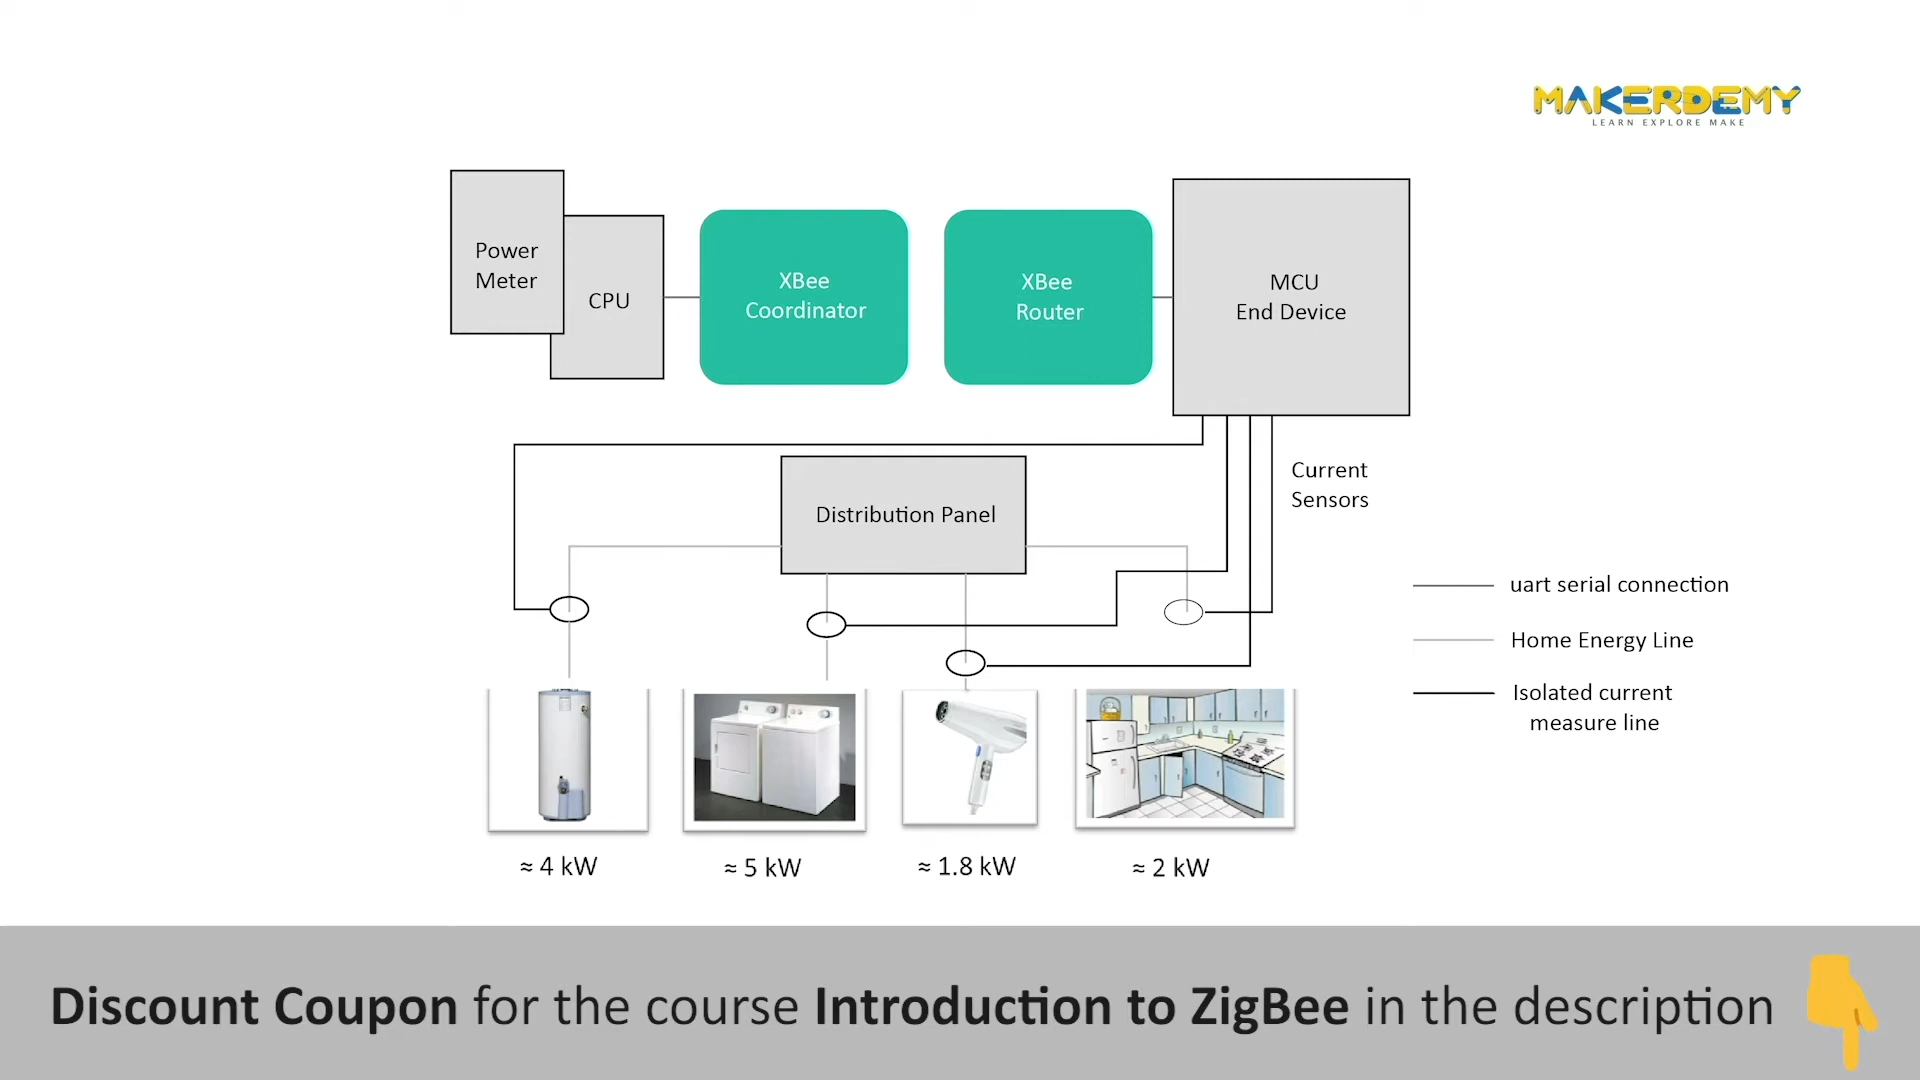 MAKERDEMY
LEARN EXPLORE MAKE
Power
Meter
CPU
XBee
Coordinator
XBee
Router
MCU
End Device
Current
Sensors
Distribution Panel
uart serial connection
Home Energy Line
Isolated current
measure line
≈ 4 kW
≈ 5 kW
≈ 1.8 kW
≈ 2 kW
Discount Coupon for the course Introduction to ZigBee in the description